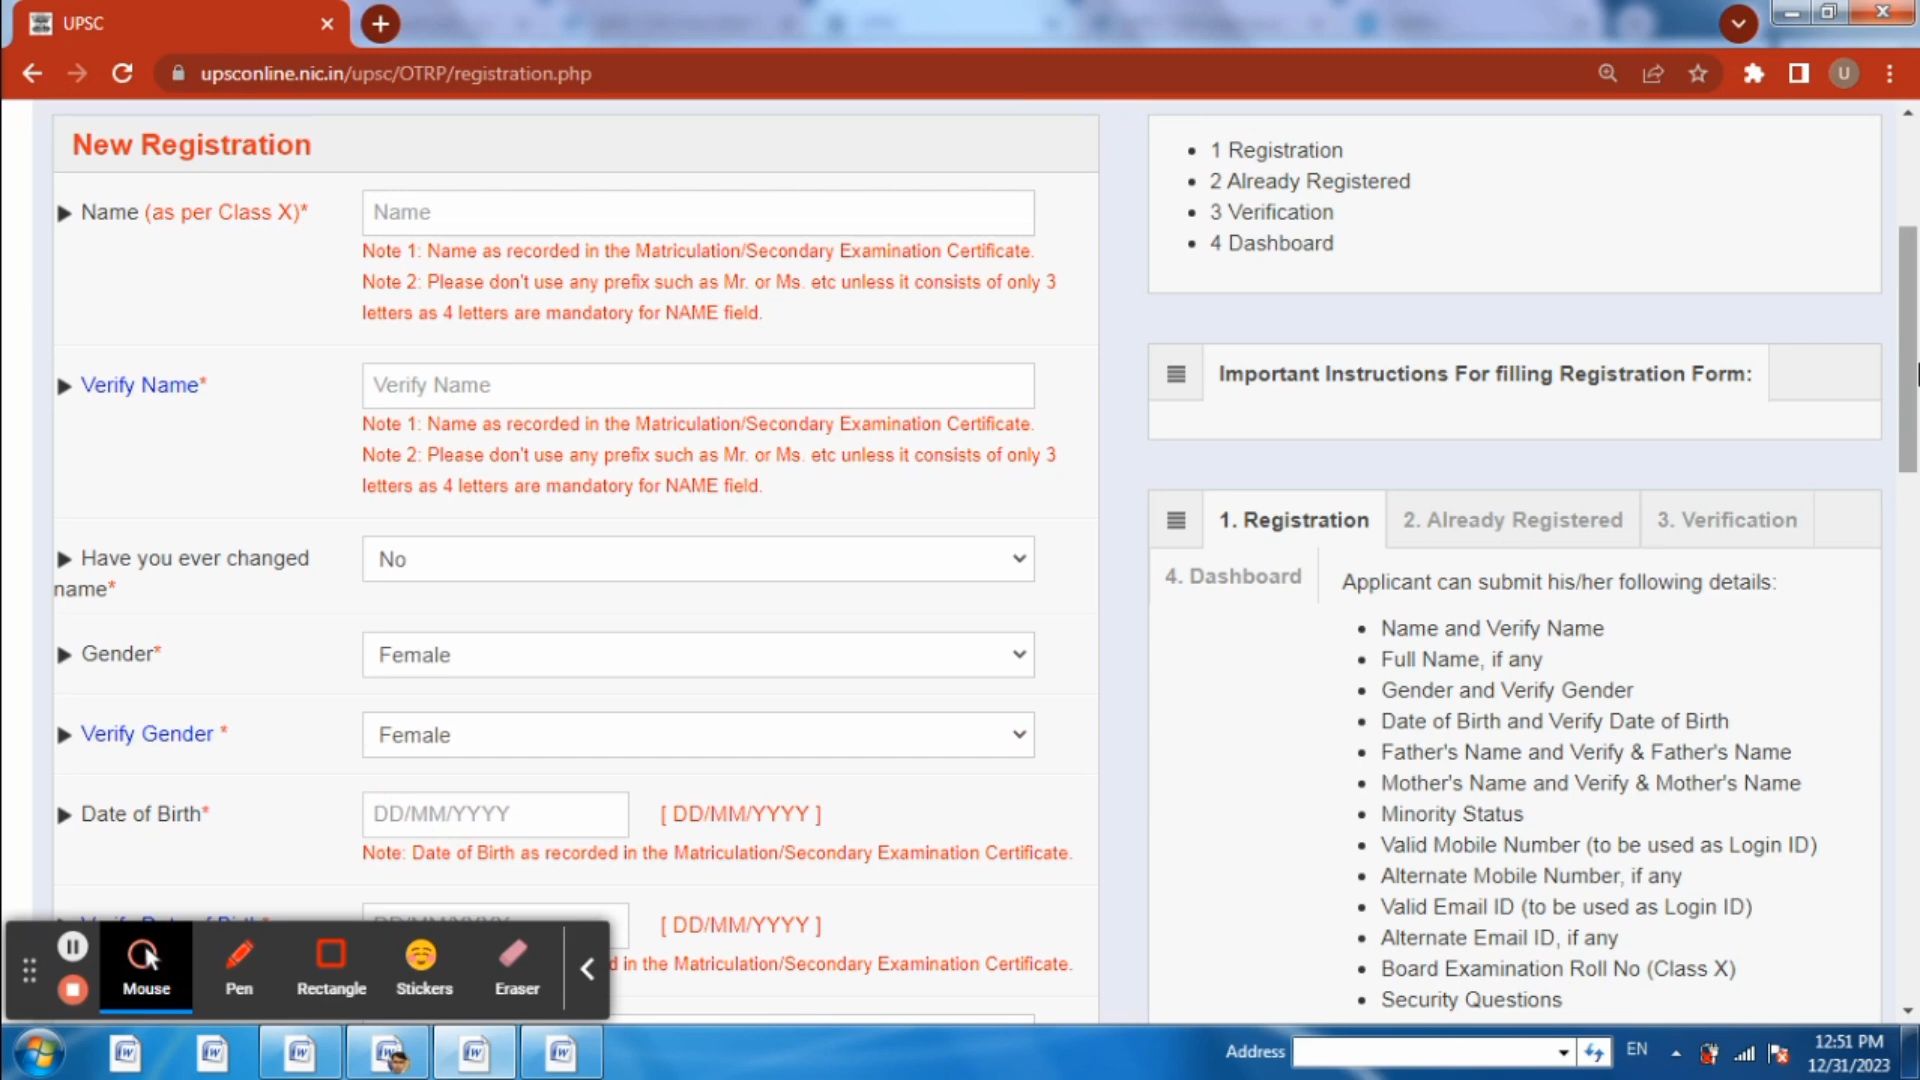 UPSC
upsconline.nic.in/upsc/OTRP/registration.php
U
New Registration
Name (as per Class X)*
Name
Note 1: Name as recorded in the Matriculation/Secondary Examination Certificate.
Note 2: Please don't use any prefix such as Mr. or Ms. etc unless it consists of only 3
letters as 4 letters are mandatory for NAME field.
Verify Name*
Verify Name
Note 1: Name as recorded in the Matriculation/Secondary Examination Certificate.
Note 2: Please don't use any prefix such as Mr. or Ms. etc unless it consists of only 3
letters as 4 letters are mandatory for NAME field.
Have you ever changed
name*
No
Gender*
Female
Verify Gender *
Female
Date of Birth*
DD/MM/YYYY
[ DD/MM/YYYY ]
Note: Date of Birth as recorded in the Matriculation/Secondary Examination Certificate.
[ DD/MM/YYYY ]
in the Matriculation/Secondary Examination Certificate.
1 Registration
2 Already Registered
3 Verification
4 Dashboard
Important Instructions For filling Registration Form:
1. Registration
2. Already Registered
3. Verification
4. Dashboard
Applicant can submit his/her following details:
Name and Verify Name
Full Name, if any
Gender and Verify Gender
Date of Birth and Verify Date of Birth
Father's Name and Verify & Father's Name
Mother's Name and Verify & Mother's Name
Minority Status
Valid Mobile Number (to be used as Login ID)
Alternate Mobile Number, if any
Valid Email ID (to be used as Login ID)
Alternate Email ID, if any
Board Examination Roll No (Class X)
Security Questions
Mouse
Pen
Rectangle
Stickers
Eraser
Address
EN
12:51 PM
12/31/2023